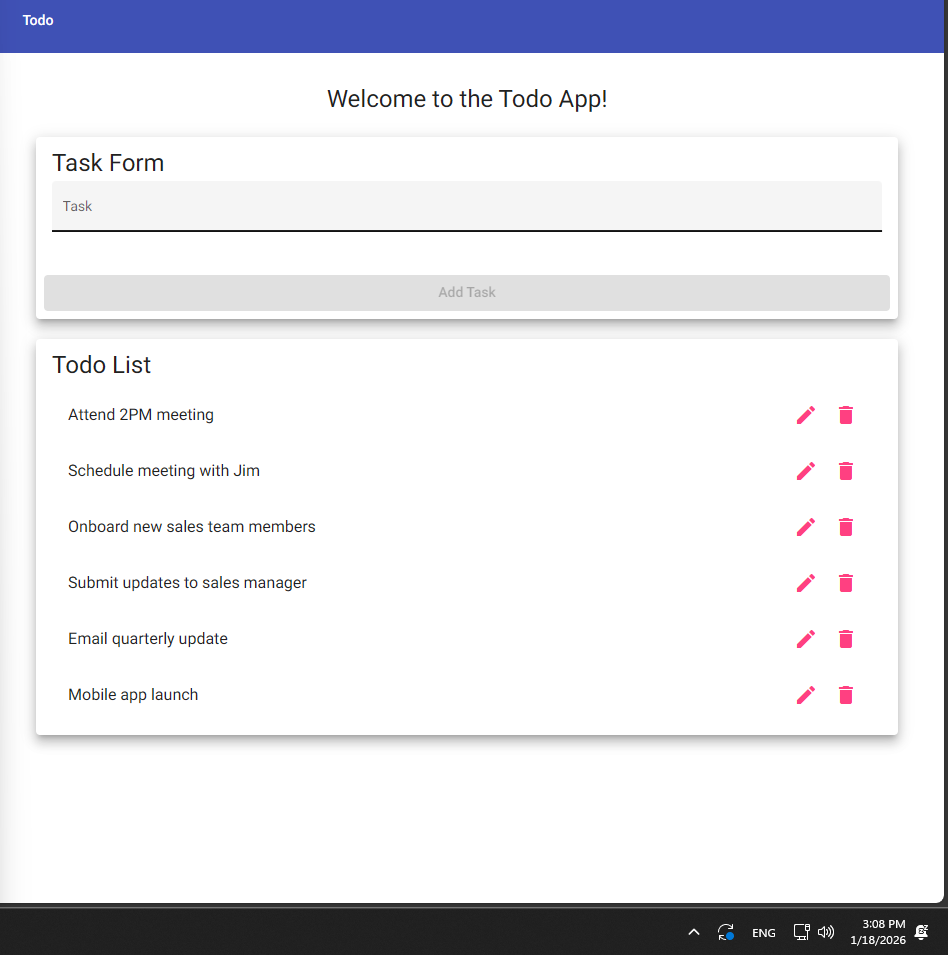 Todo
Welcome to the Todo App!
Task Form
Task
Add Task
Todo List
Attend 2PM meeting
Schedule meeting with Jim
Onboard new sales team members
Submit updates to sales manager
Email quarterly update
Mobile app launch
ENG
3:08 PM
1/18/2026